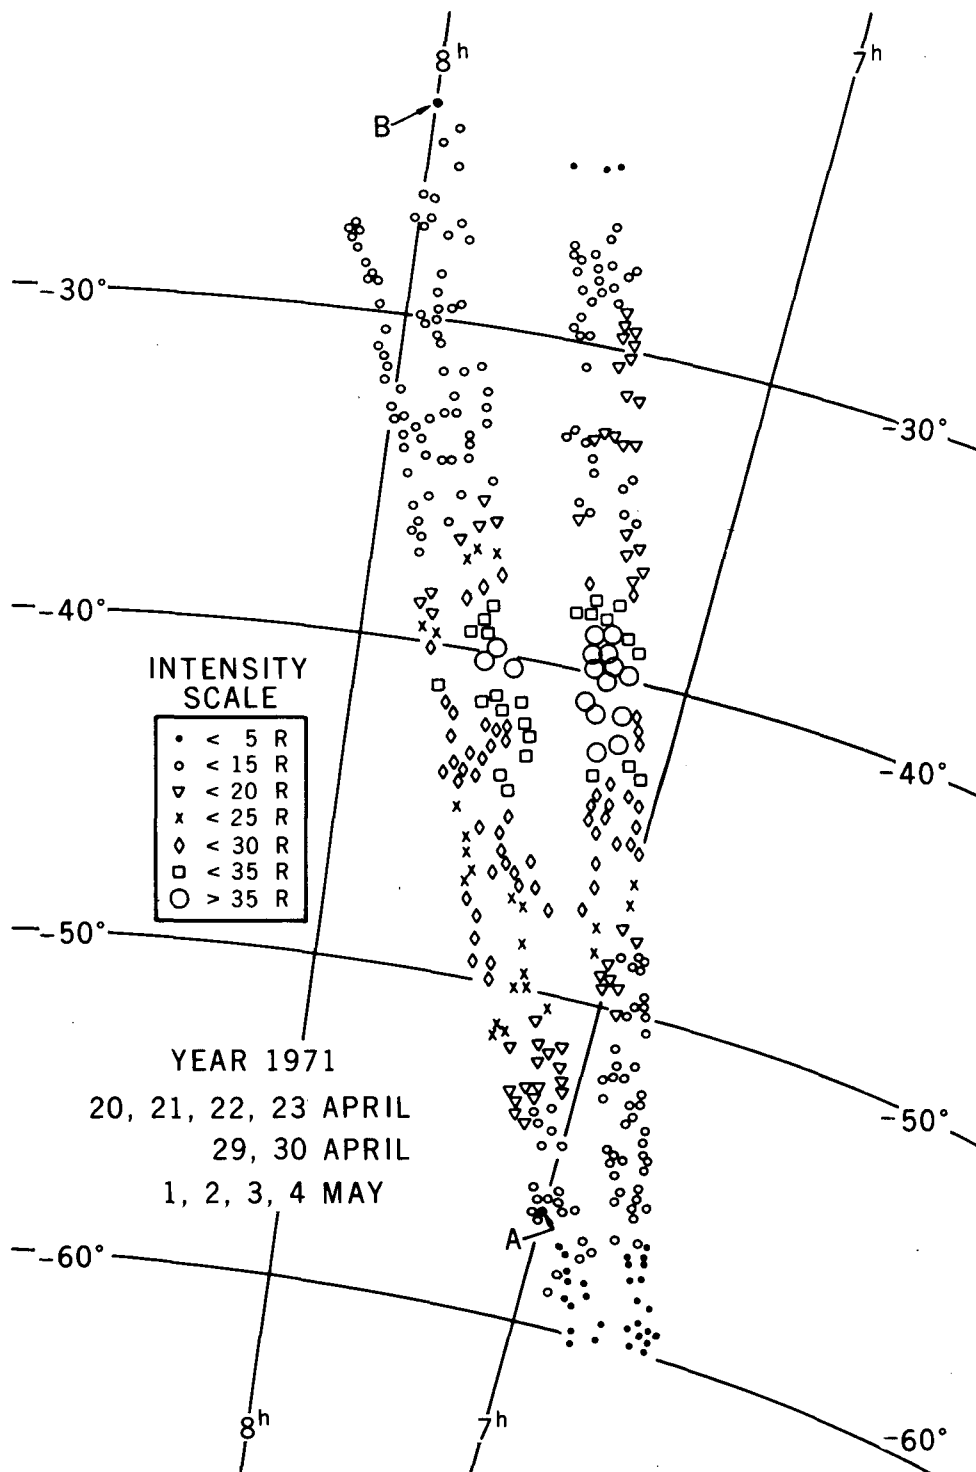 8h
7h
B
-30°
-30°
-40°
INTENSITY
SCALE
• < 5 R
○ < 15 R
▽ < 20 R
x < 25 R
◊ < 30 R
□ < 35 R
◯ > 35 R
-40°
-50°
YEAR 1971
20, 21, 22, 23 APRIL
29, 30 APRIL
1, 2, 3, 4 MAY
-50°
A
-60°
8h
7h
-60°